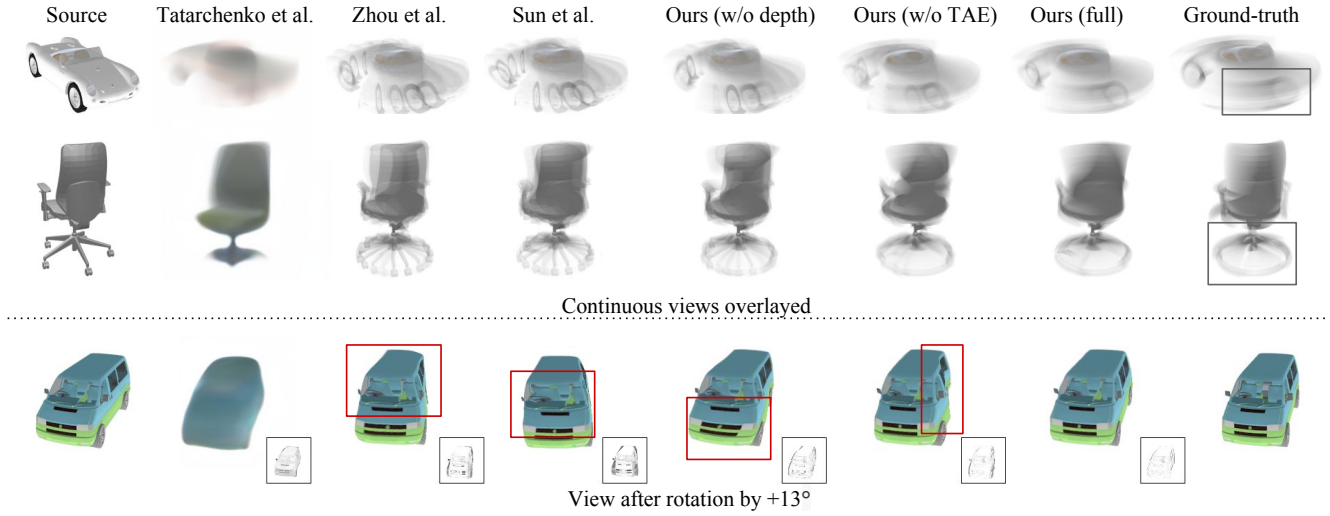 Source Tatarchenko et al. Zhou et al. Sun et al. Ours (w/o depth) Ours (w/o TAE) Ours (full) Ground-truth
Continuous views overlayed
View after rotation by +13°